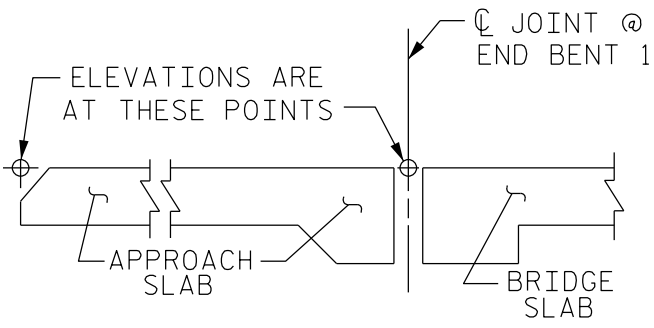 ℄ JOINT @
END BENT 1
ELEVATIONS ARE
AT THESE POINTS
APPROACH
SLAB
BRIDGE
SLAB